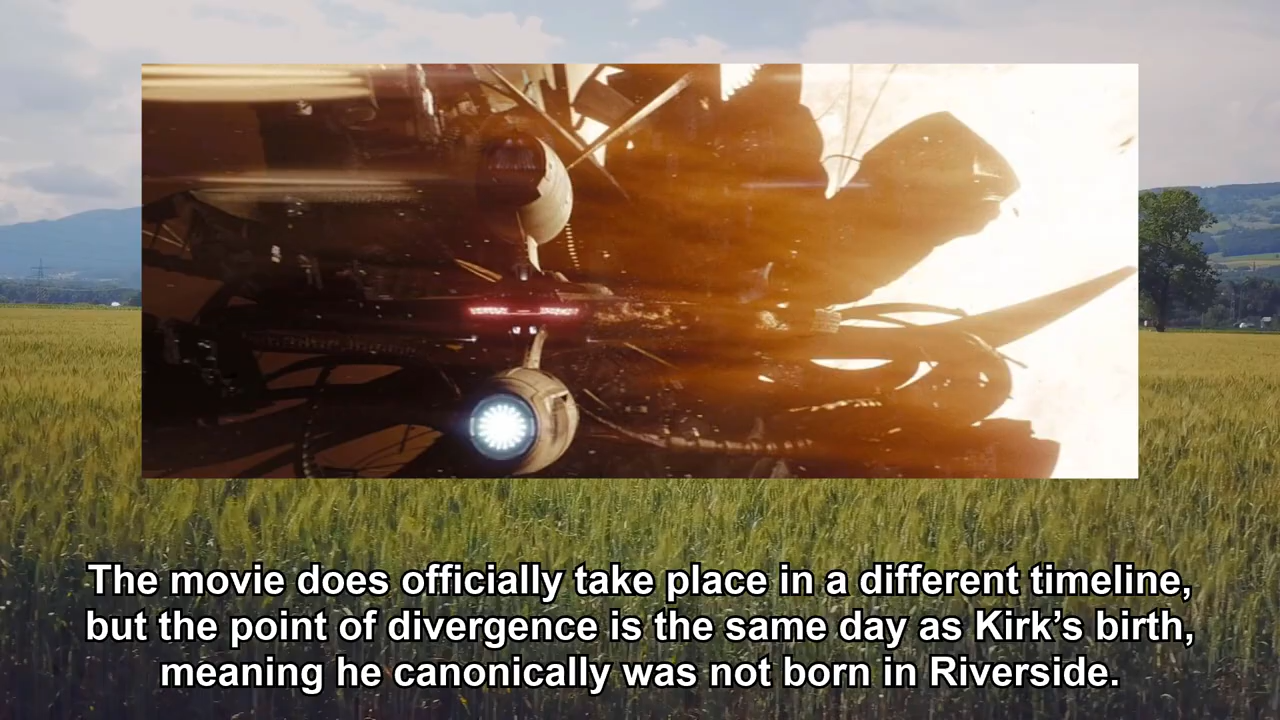 The movie does officially take place in a different timeline,
but the point of divergence is the same day as Kirk’s birth,
meaning he canonically was not born in Riverside.